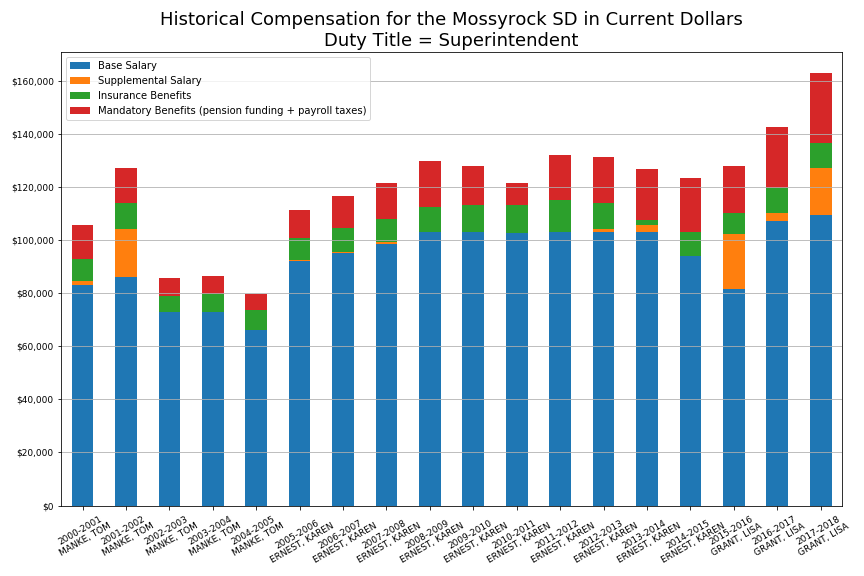 Historical Compensation for the Mossyrock SD in Current Dollars
Duty Title = Superintendent
Base Salary
Supplemental Salary
Insurance Benefits
Mandatory Benefits (pension funding + payroll taxes)
$160,000
$140,000
$120,000
$100,000
$80,000
$60,000
$40,000
$20,000
$0
2000-2001
MANKE, TOM
2001-2002
MANKE, TOM
2002-2003
MANKE, TOM
2003-2004
MANKE, TOM
2004-2005
MANKE, TOM
2005-2006
ERNEST, KAREN
2006-2007
ERNEST, KAREN
2007-2008
ERNEST, KAREN
2008-2009
ERNEST, KAREN
2009-2010
ERNEST, KAREN
2010-2011
ERNEST, KAREN
2011-2012
ERNEST, KAREN
2012-2013
ERNEST, KAREN
2013-2014
ERNEST, KAREN
2014-2015
ERNEST, KAREN
2015-2016
GRANT, LISA
2016-2017
GRANT, LISA
2017-2018
GRANT, LISA